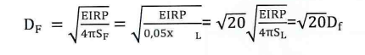 D_F = √(EIRP / 4πS_F) = √(EIRP / 0,05x   L) = √20 √(EIRP / 4πS_L) = √20 D_f